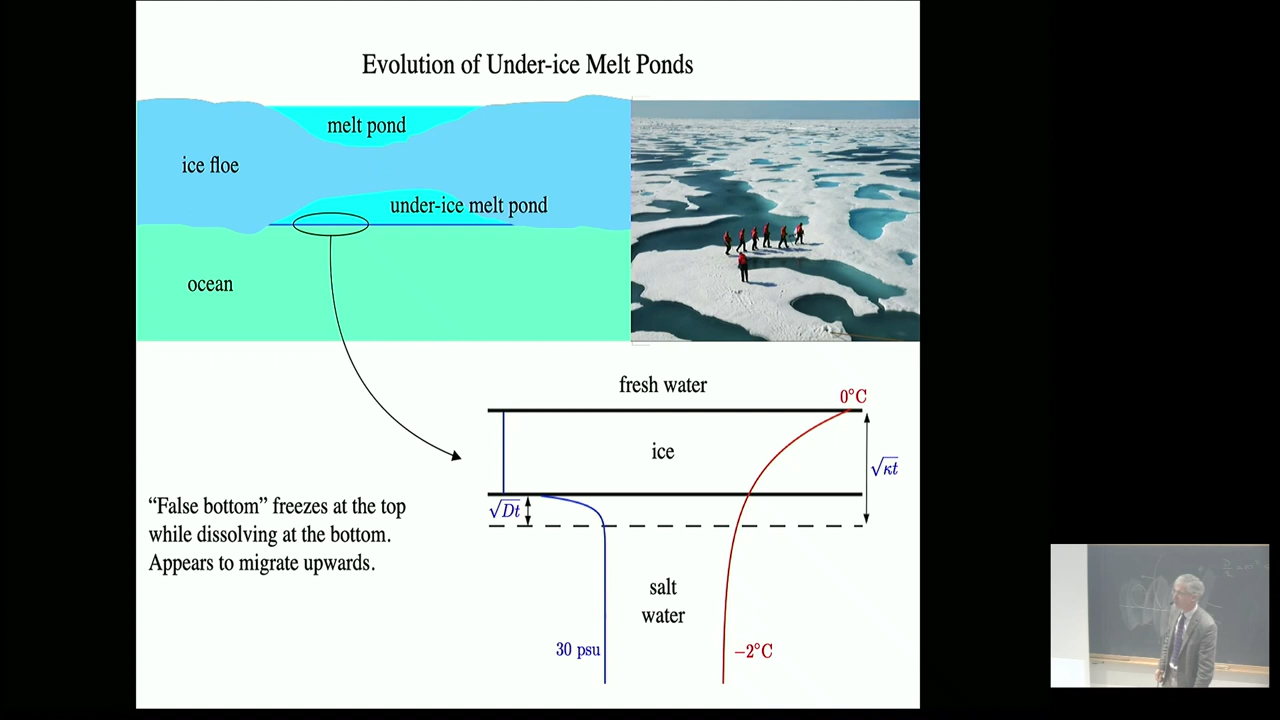 Evolution of Under-ice Melt Ponds
melt pond
ice floe
under-ice melt pond
ocean
fresh water
0°C
ice
√κt
“False bottom” freezes at the top
while dissolving at the bottom.
Appears to migrate upwards.
√Dt
salt
water
30 psu
−2°C